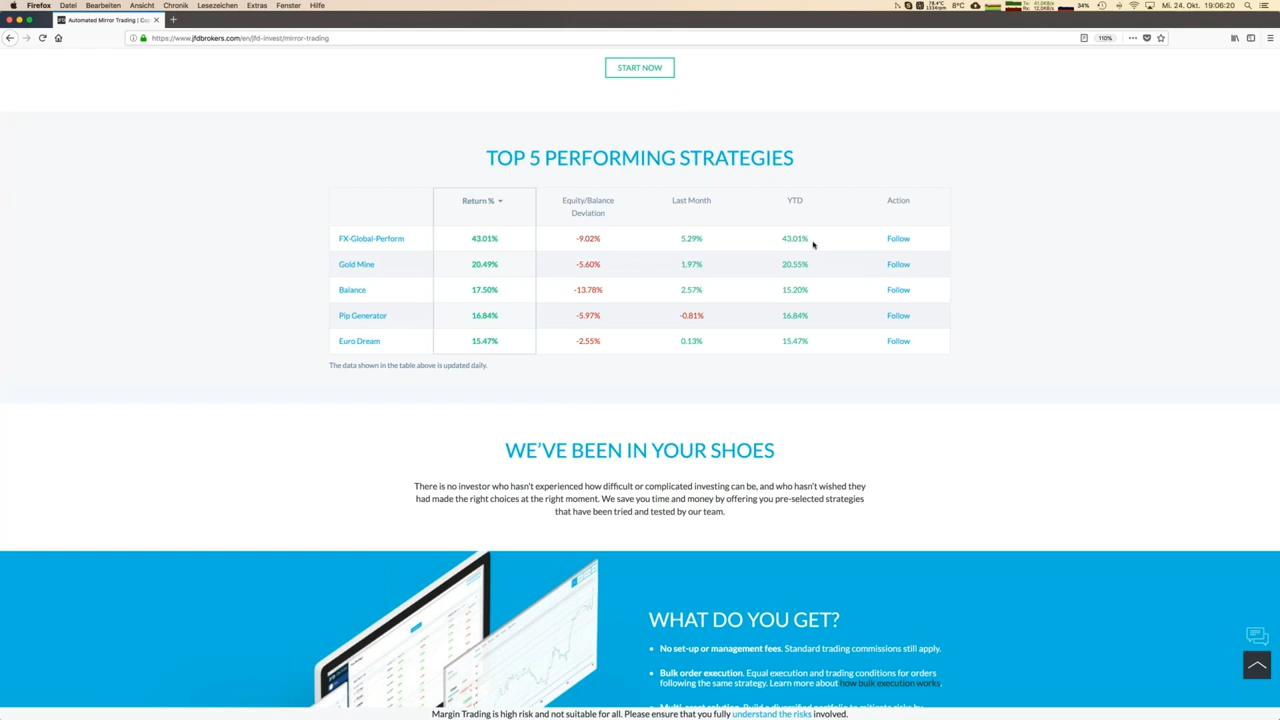 Firefox Datei Bearbeiten Ansicht Chronik Lesezeichen Extras Fenster Hilfe 8°C 34% Mi. 24. Okt. 19:06:20
Automated Mirror Trading | Co
https://www.jfdbrokers.com/en/jfd-invest/mirror-trading 110%
START NOW
TOP 5 PERFORMING STRATEGIES
Return % Equity/Balance Deviation Last Month YTD Action
FX-Global-Perform 43.01% -9.02% 5.29% 43.01% Follow
Gold Mine 20.49% -5.60% 1.97% 20.55% Follow
Balance 17.50% -13.78% 2.57% 15.20% Follow
Pip Generator 16.84% -5.97% -0.81% 16.84% Follow
Euro Dream 15.47% -2.55% 0.13% 15.47% Follow
The data shown in the table above is updated daily.
WE'VE BEEN IN YOUR SHOES
There is no investor who hasn't experienced how difficult or complicated investing can be, and who hasn't wished they
had made the right choices at the right moment. We save you time and money by offering you pre-selected strategies
that have been tried and tested by our team.
WHAT DO YOU GET?
• No set-up or management fees. Standard trading commissions still apply.
• Bulk order execution. Equal execution and trading conditions for orders
following the same strategy. Learn more about how bulk execution works.
Margin Trading is high risk and not suitable for all. Please ensure that you fully understand the risks involved.